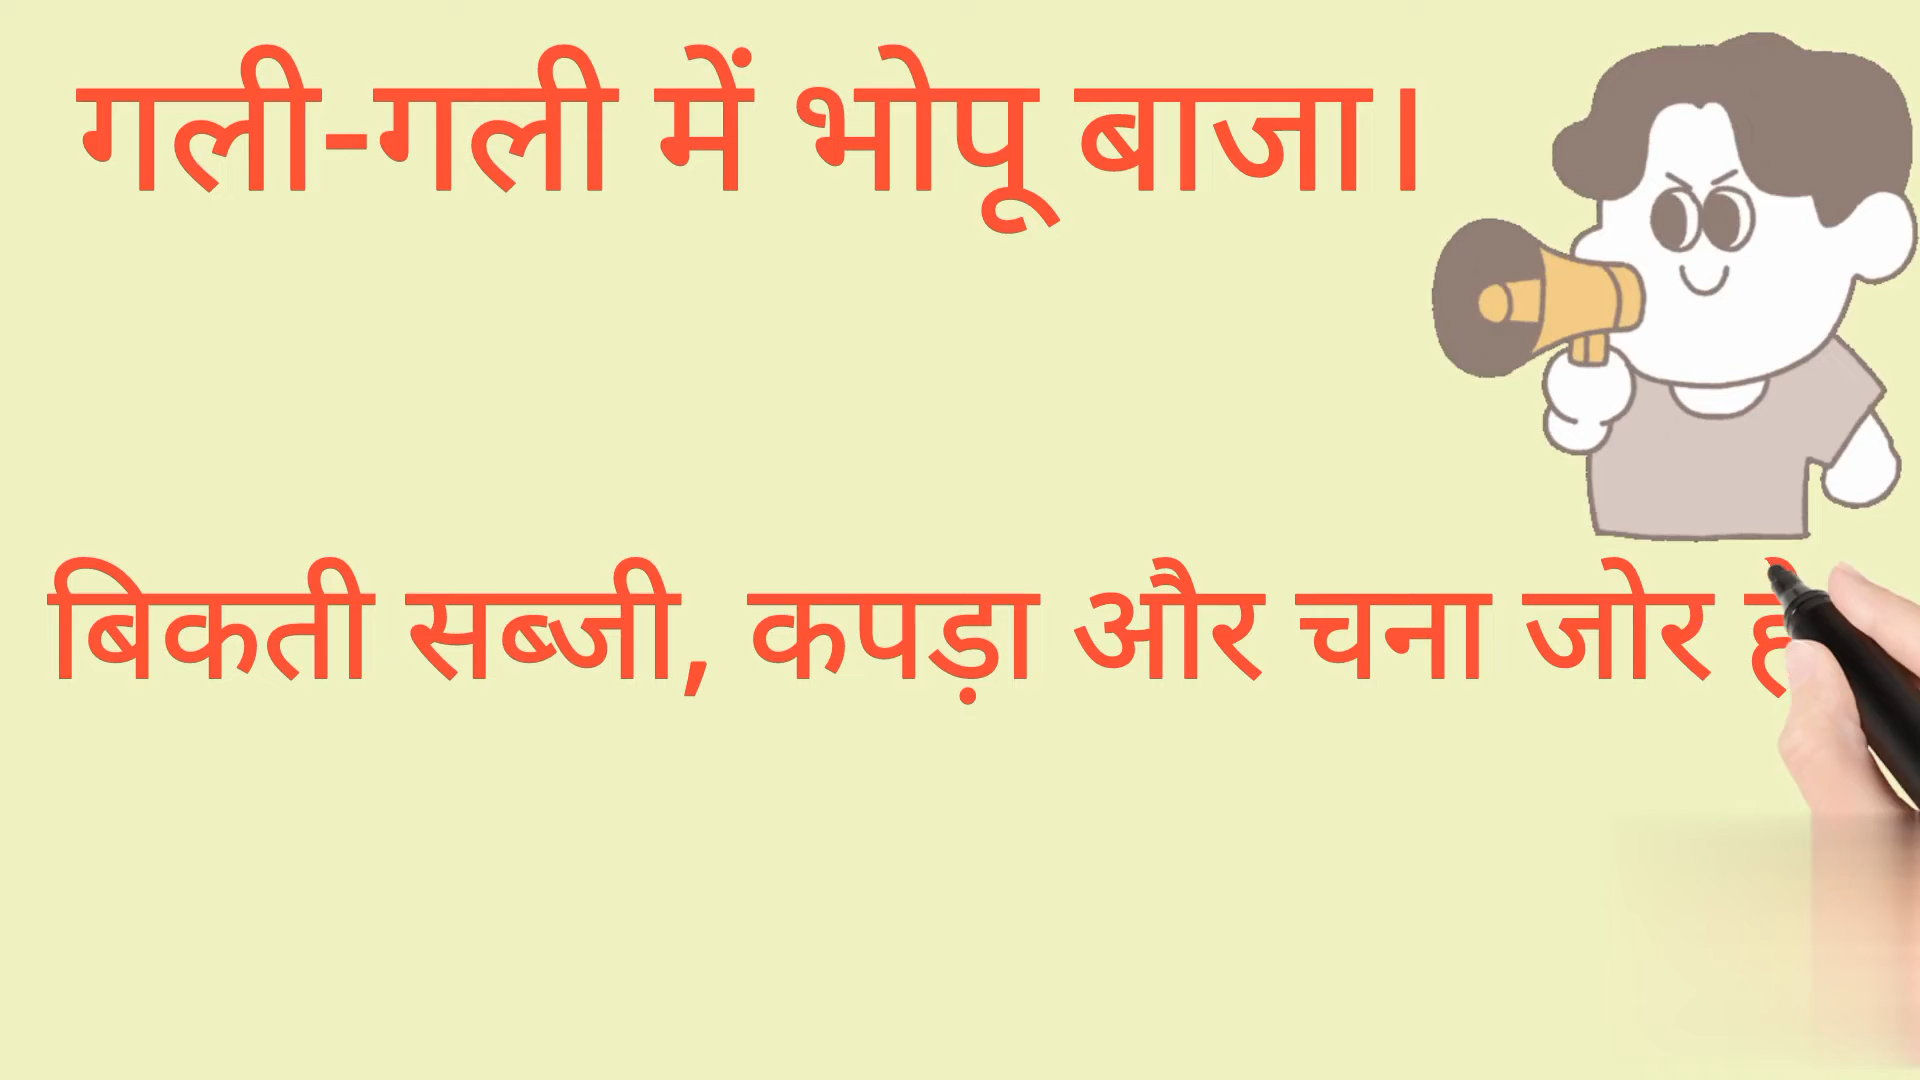 गली-गली में भोपू बाजा।
बिकती सब्जी, कपड़ा और चना जोर